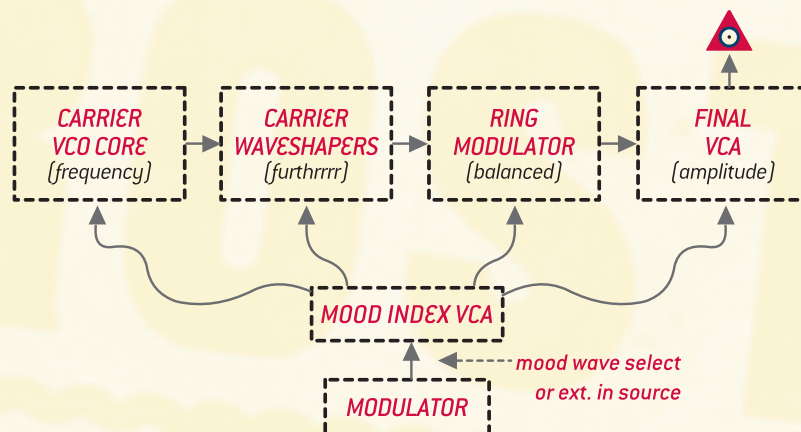 CARRIER
VCO CORE
(frequency)
CARRIER
WAVESHAPERS
(furthrrrr)
RING
MODULATOR
(balanced)
FINAL
VCA
(amplitude)
MOOD INDEX VCA
mood wave select
or ext. in source
MODULATOR